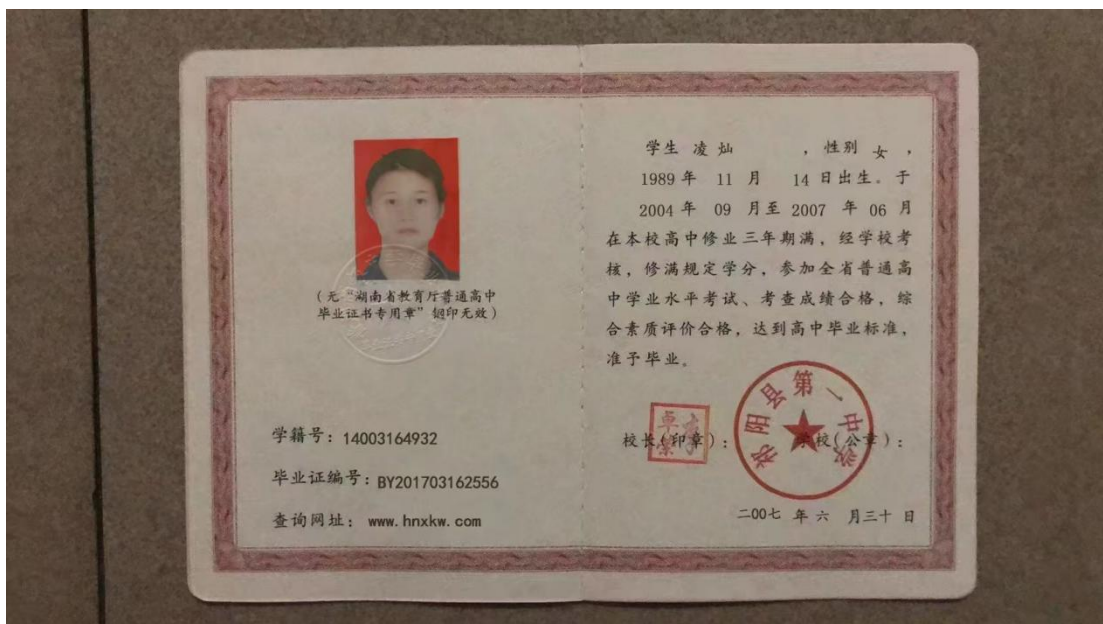 (无“湖南省教育厅普通高中
毕业证书专用章”钢印无效)
学籍号：14003164932
毕业证编号：BY201703162556
查询网址：www.hnxkw.com
学生 凌灿 ，性别 女 ，
1989 年 11 月 14 日出生。于
2004 年 09 月至 2007 年 06 月
在本校高中修业三年期满，经学校考
核，修满规定学分，参加全省普通高
中学业水平考试、考查成绩合格，综
合素质评价合格，达到高中毕业标准，
准予毕业。
祁阳县第一中学
校长(印章)： 学校(公章)：
二00七 年 六 月三十 日